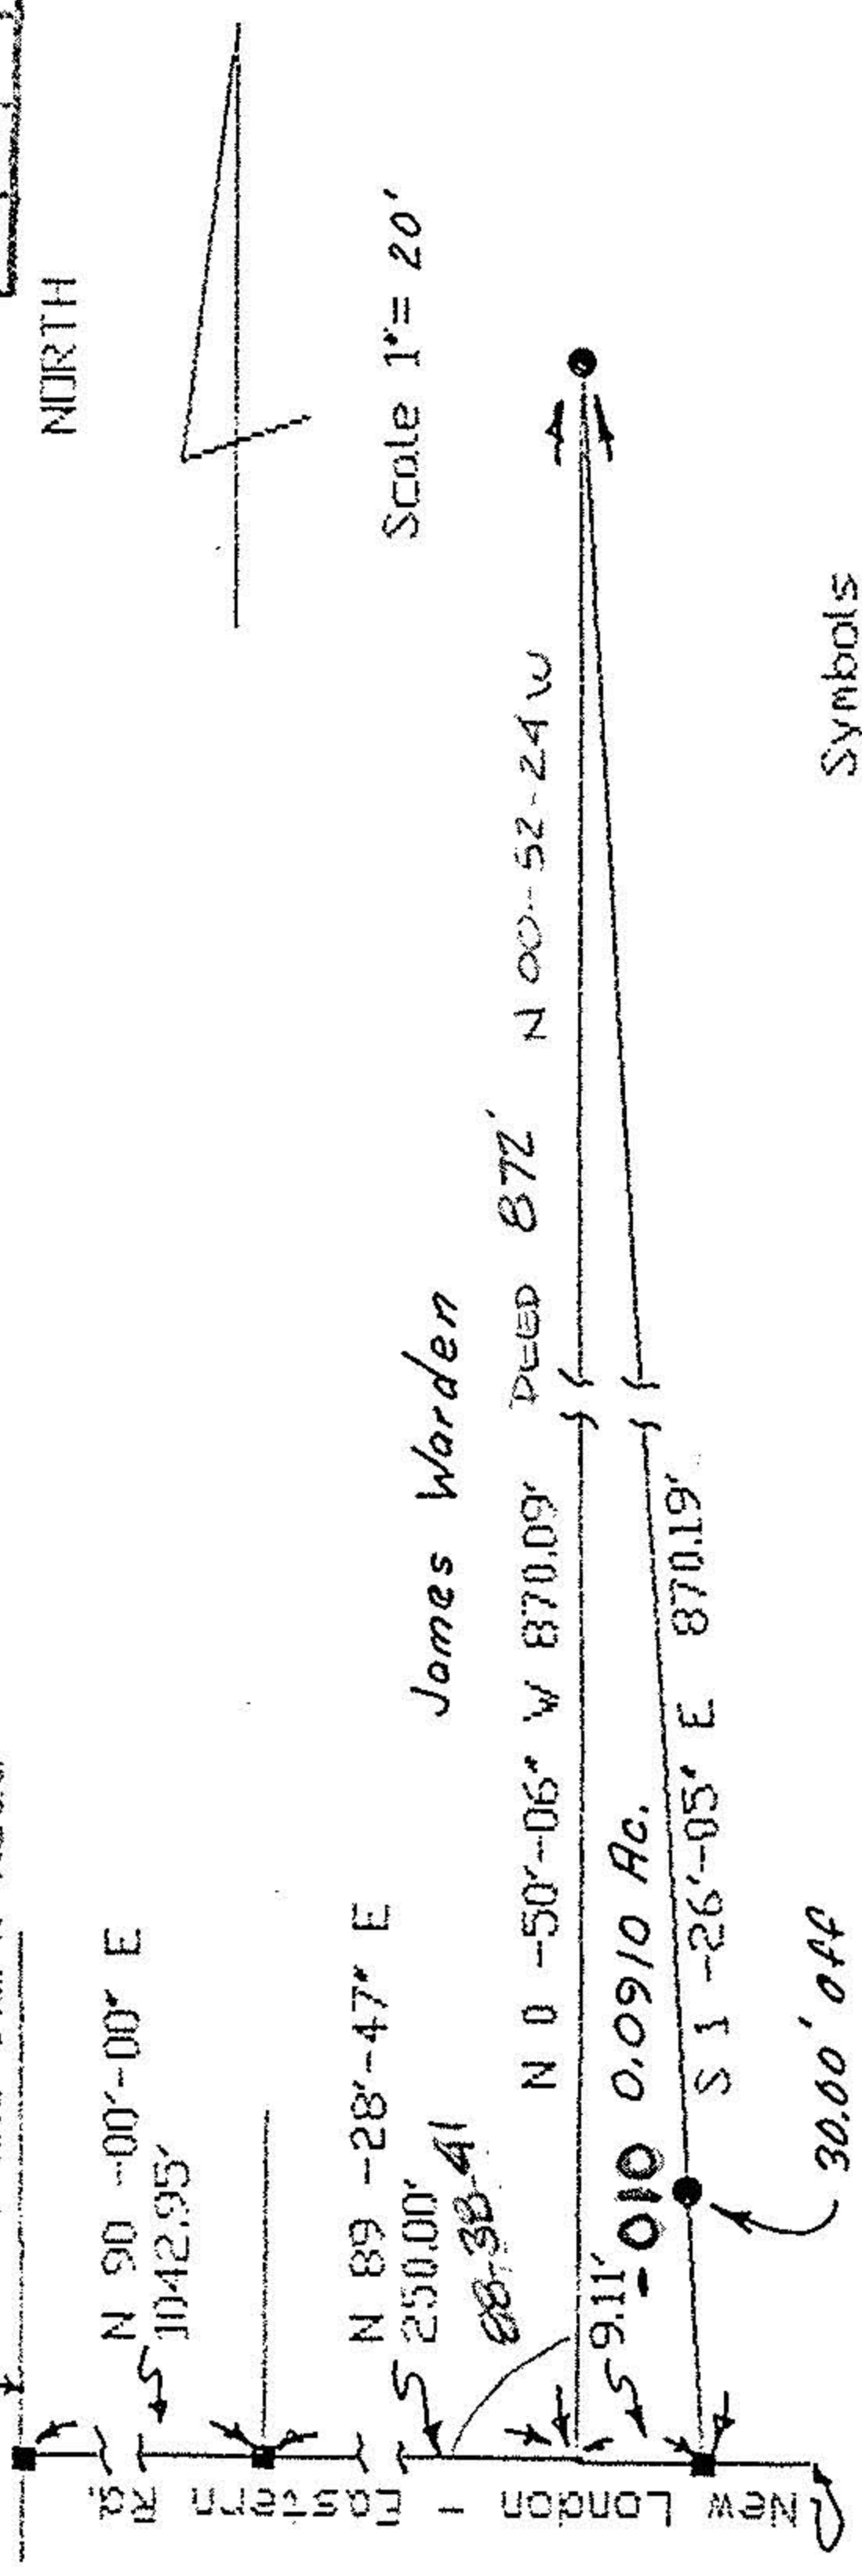 NORTH
Scale 1"= 20'
N 90 -00'-00" E
1042.95'
N 89 -28'-47" E
250.00'
88-38-41
James Warden
N 0 -50'-06" W 870.09' DEED 872' N 00-52-24 W
9.11'
-010 0.0910 Ac.
S 1 -26'-05" E 870.19'
30.00' off
Symbols
New London - Eastern Rd.